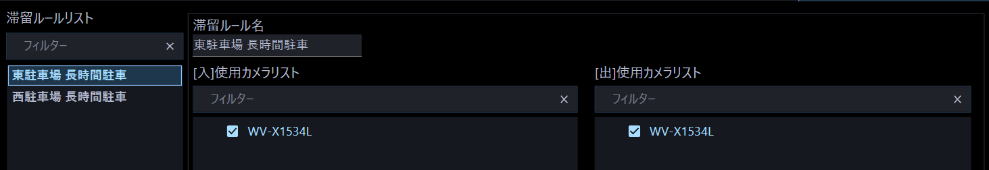 滞留ルールリスト
フィルター ×
東駐車場 長時間駐車
西駐車場 長時間駐車
滞留ルール名
東駐車場 長時間駐車
[入]使用カメラリスト
フィルター ×
WV-X1534L
[出]使用カメラリスト
フィルター ×
WV-X1534L